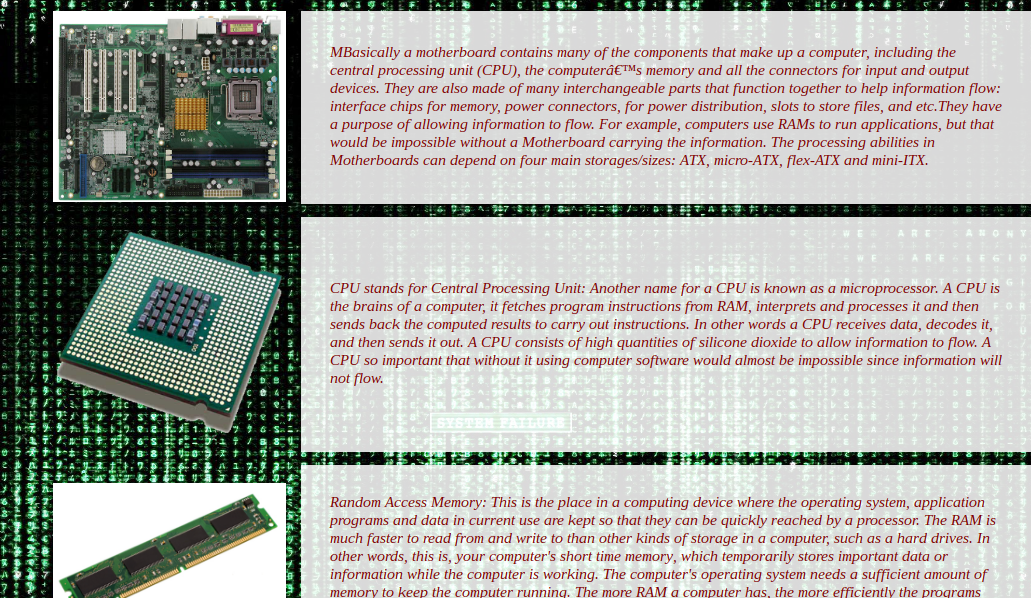 MBasically a motherboard contains many of the components that make up a computer, including the
central processing unit (CPU), the computerâ€™s memory and all the connectors for input and output
devices. They are also made of many interchangeable parts that function together to help information flow:
interface chips for memory, power connectors, for power distribution, slots to store files, and etc.They have
a purpose of allowing information to flow. For example, computers use RAMs to run applications, but that
would be impossible without a Motherboard carrying the information. The processing abilities in
Motherboards can depend on four main storages/sizes: ATX, micro-ATX, flex-ATX and mini-ITX.
WE ARE ANONY
WE ARE LEGIO
CPU stands for Central Processing Unit: Another name for a CPU is known as a microprocessor. A CPU is
the brains of a computer, it fetches program instructions from RAM, interprets and processes it and then
sends back the computed results to carry out instructions. In other words a CPU receives data, decodes it,
and then sends it out. A CPU consists of high quantities of silicone dioxide to allow information to flow. A
CPU so important that without it using computer software would almost be impossible since information will
not flow.
SYSTEM FAILURE
Random Access Memory: This is the place in a computing device where the operating system, application
programs and data in current use are kept so that they can be quickly reached by a processor. The RAM is
much faster to read from and write to than other kinds of storage in a computer, such as a hard drives. In
other words, this is, your computer's short time memory, which temporarily stores important data or
information while the computer is working. The computer's operating system needs a sufficient amount of
memory to keep the computer running. The more RAM a computer has, the more efficiently the programs